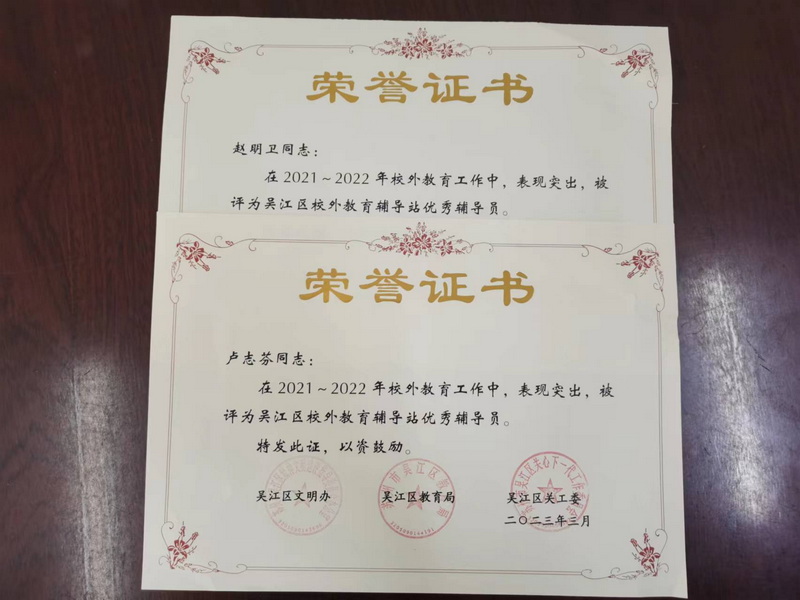 荣誉证书
赵明卫同志：
在2021～2022年校外教育工作中，表现突出，被
评为吴江区校外教育辅导站优秀辅导员。
荣誉证书
卢志芬同志：
在2021～2022年校外教育工作中，表现突出，被
评为吴江区校外教育辅导站优秀辅导员。
特发此证，以资鼓励。
吴江区文明办 吴江区教育局 吴江区关工委
二〇二三年三月